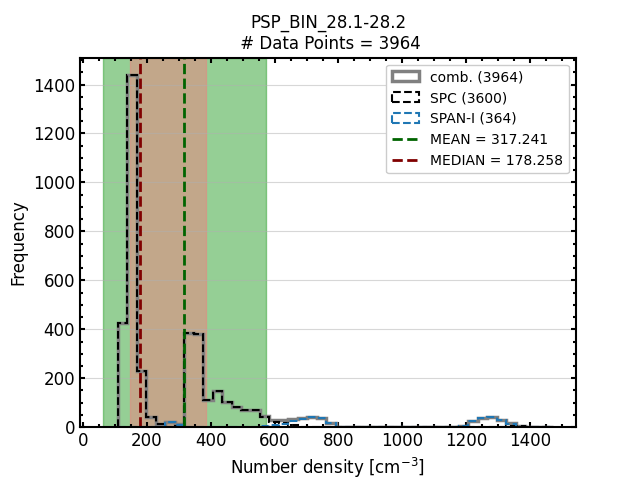 PSP_BIN_28.1-28.2
# Data Points = 3964
comb. (3964)
SPC (3600)
SPAN-I (364)
MEAN = 317.241
MEDIAN = 178.258
Frequency
1400
1200
1000
800
600
400
200
0
0 200 400 600 800 1000 1200 1400
Number density [cm⁻³]